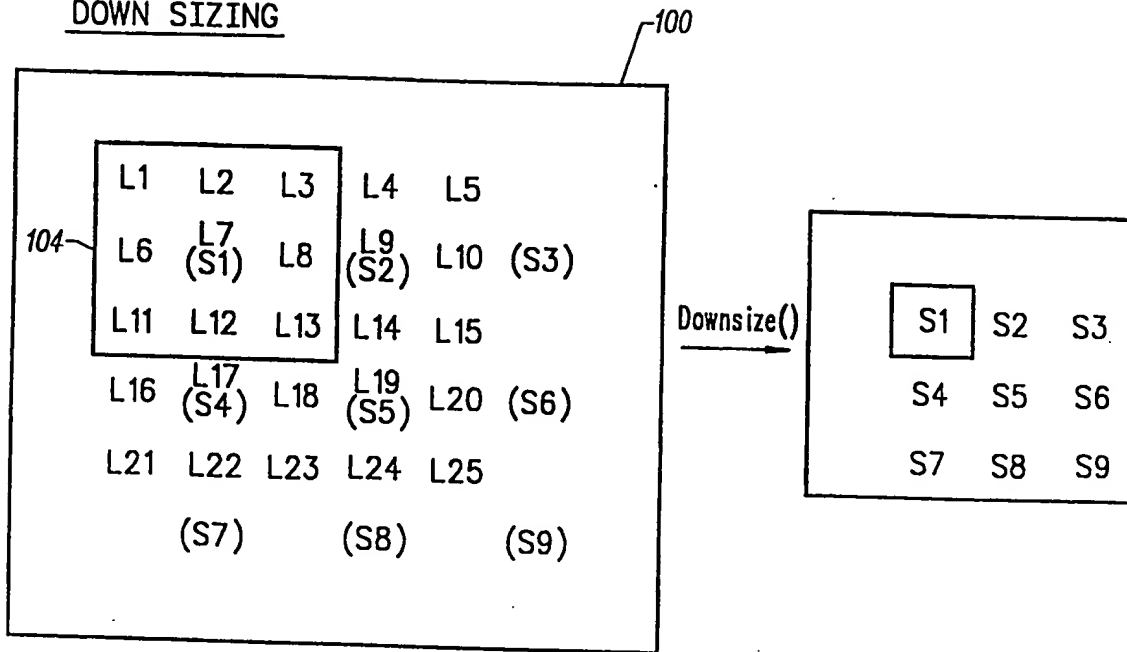 DOWN SIZING
100
L1 L2 L3 L4 L5
104
L6 L7 (S1) L8 L9 (S2) L10 (S3)
L11 L12 L13 L14 L15
L16 L17 (S4) L18 L19 (S5) L20 (S6)
L21 L22 L23 L24 L25
(S7) (S8) (S9)
Downsize()
S1 S2 S3
S4 S5 S6
S7 S8 S9